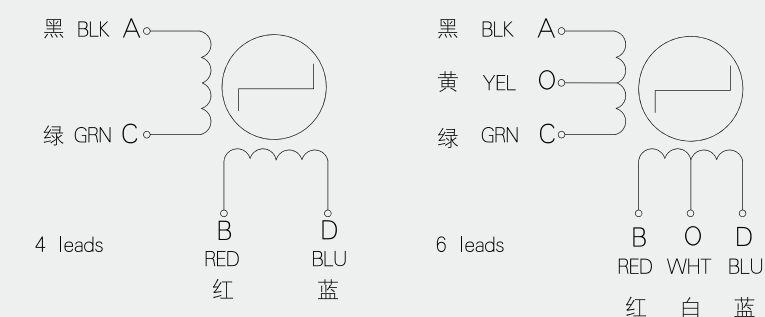 黑 BLK A
绿 GRN C
B D
RED BLU
红 蓝
4 leads
黑 BLK A
黄 YEL O
绿 GRN C
B O D
RED WHT BLU
红 白 蓝
6 leads